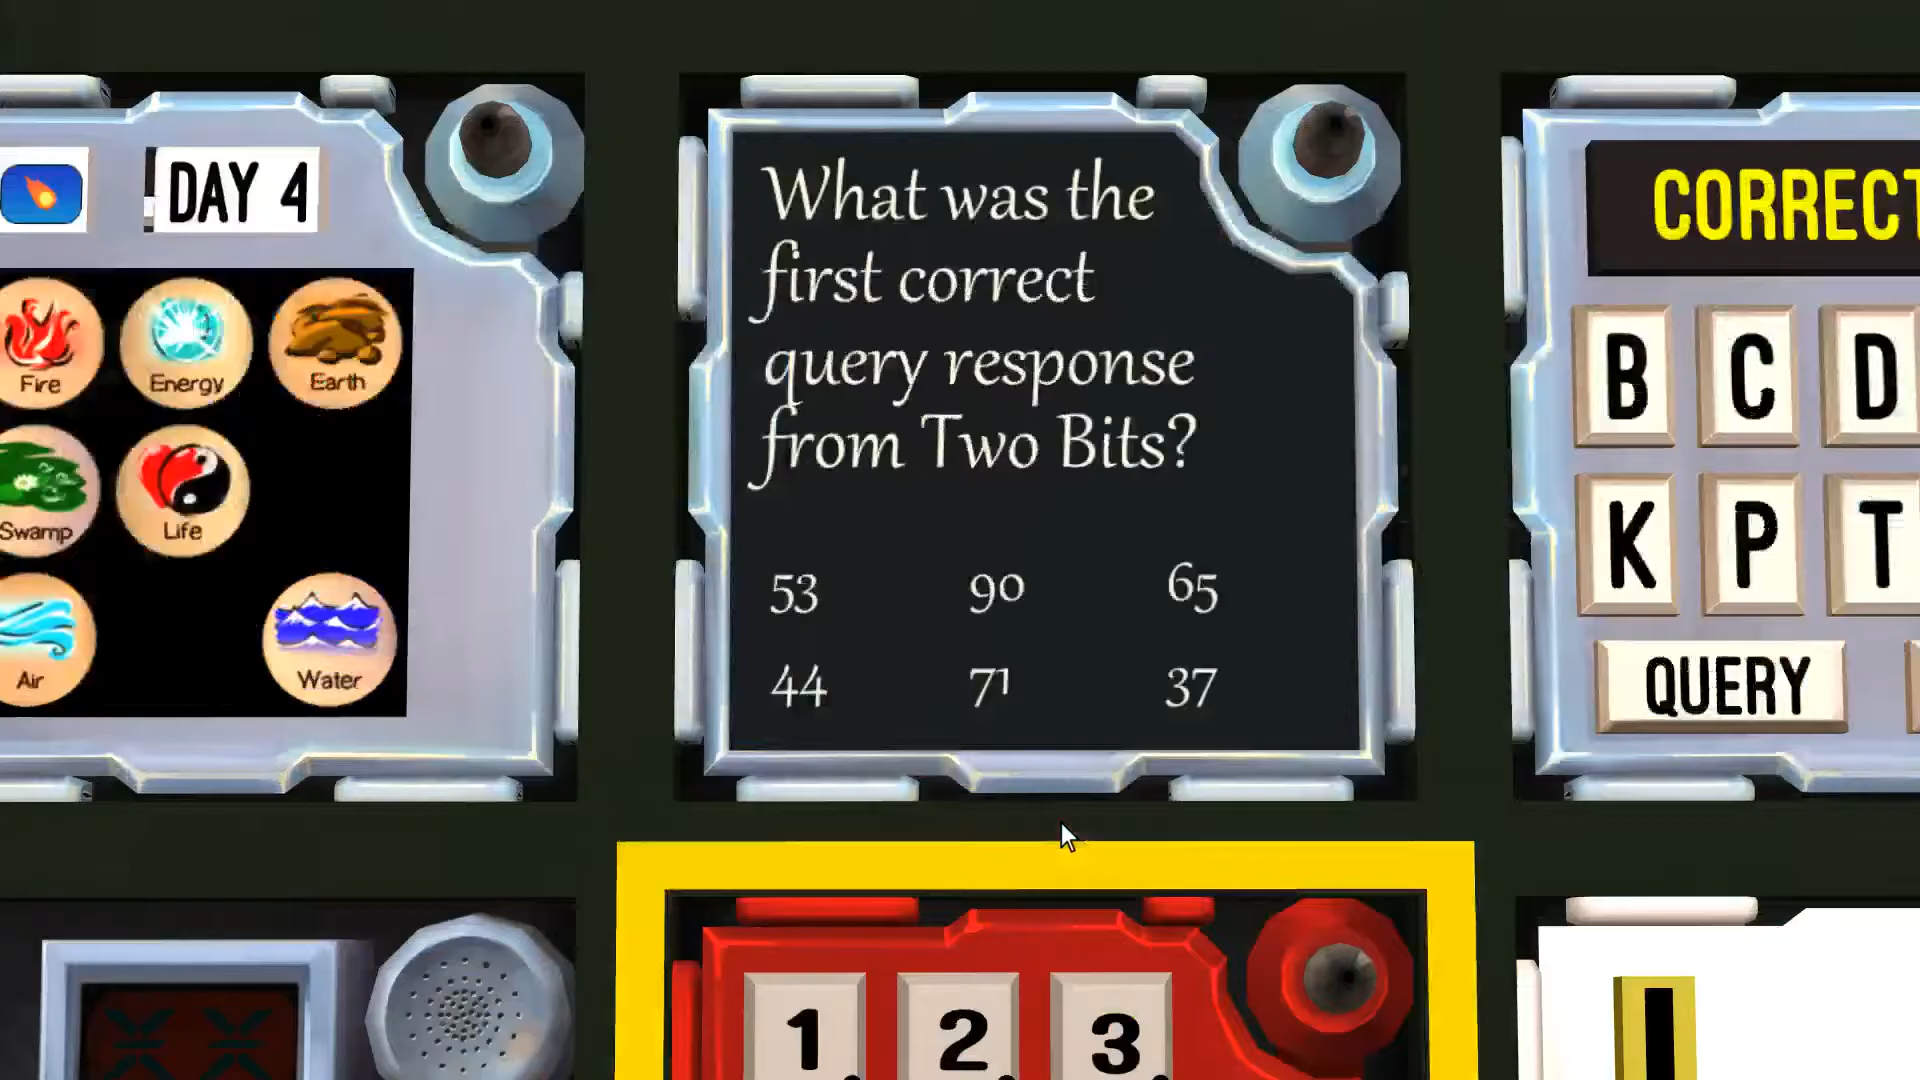 DAY 4
Fire
Energy
Earth
Swamp
Life
Air
Water
What was the
first correct
query response
from Two Bits?
53 90 65
44 71 37
CORRECT
B C D
K P T
QUERY
1 2 3